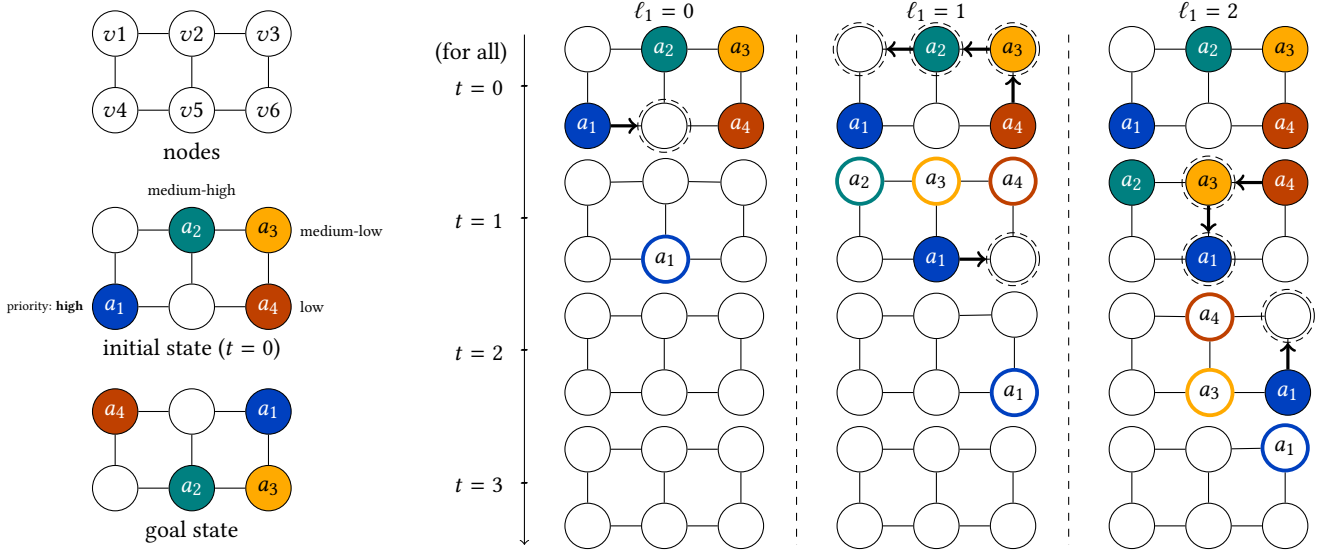 v1 v2 v3
v4 v5 v6
nodes
medium-high
a₂ a₃ medium-low
priority: high a₁ a₄ low
initial state (t = 0)
a₄ a₁
a₂ a₃
goal state
ℓ₁ = 0 ℓ₁ = 1 ℓ₁ = 2
(for all) a₂ a₃ a₂ a₃ a₂ a₃
t = 0
a₁ a₄ a₁ a₄ a₁ a₄
a₂ a₃ a₄ a₂ a₃ a₄
t = 1
a₁ a₁ a₁
a₄
t = 2
a₁ a₃ a₁
a₁
t = 3